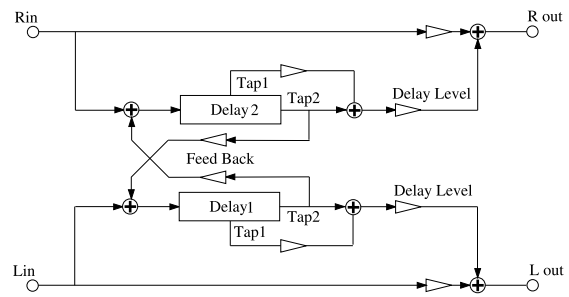 Rin
R out
Tap1
Delay 2
Tap2
Delay Level
Feed Back
Delay Level
Delay1
Tap2
Tap1
Lin
L out